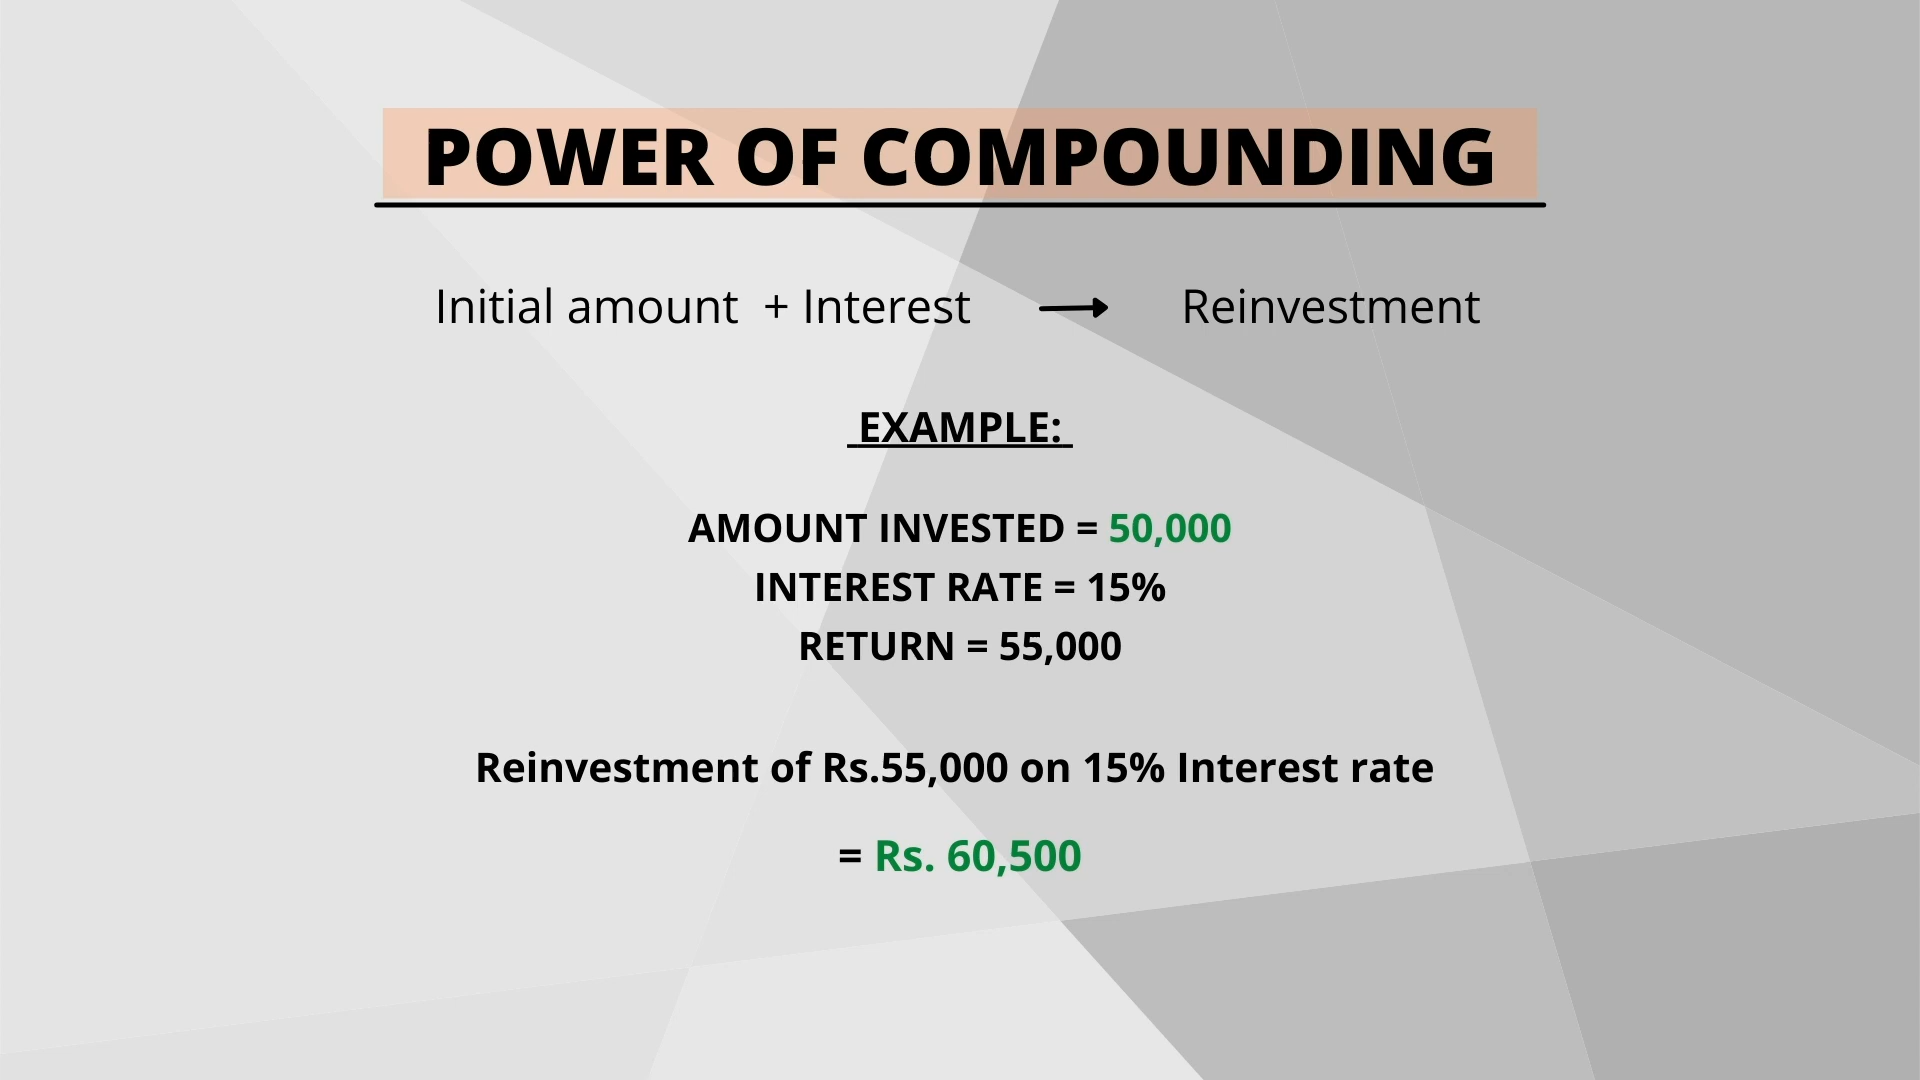 POWER OF COMPOUNDING
Initial amount + Interest → Reinvestment
EXAMPLE:
AMOUNT INVESTED = 50,000
INTEREST RATE = 15%
RETURN = 55,000
Reinvestment of Rs.55,000 on 15% Interest rate
= Rs. 60,500